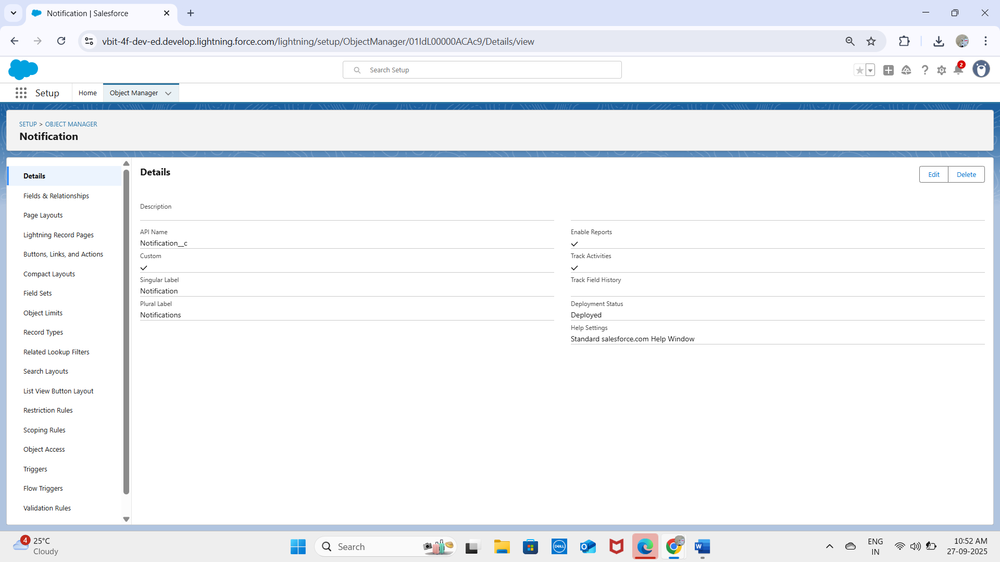 Notification | Salesforce
vbit-4f-dev-ed.develop.lightning.force.com/lightning/setup/ObjectManager/01IdL00000ACAc9/Details/view
Search Setup
2
Setup
Home
Object Manager
SETUP > OBJECT MANAGER
Notification
Details
Fields & Relationships
Page Layouts
Lightning Record Pages
Buttons, Links, and Actions
Compact Layouts
Field Sets
Object Limits
Record Types
Related Lookup Filters
Search Layouts
List View Button Layout
Restriction Rules
Scoping Rules
Object Access
Triggers
Flow Triggers
Validation Rules
Details
Edit
Delete
Description
API Name
Notification__c
Custom
Singular Label
Notification
Plural Label
Notifications
Enable Reports
Track Activities
Track Field History
Deployment Status
Deployed
Help Settings
Standard salesforce.com Help Window
4
25°C
Cloudy
Search
DELL
ENG
IN
10:52 AM
27-09-2025